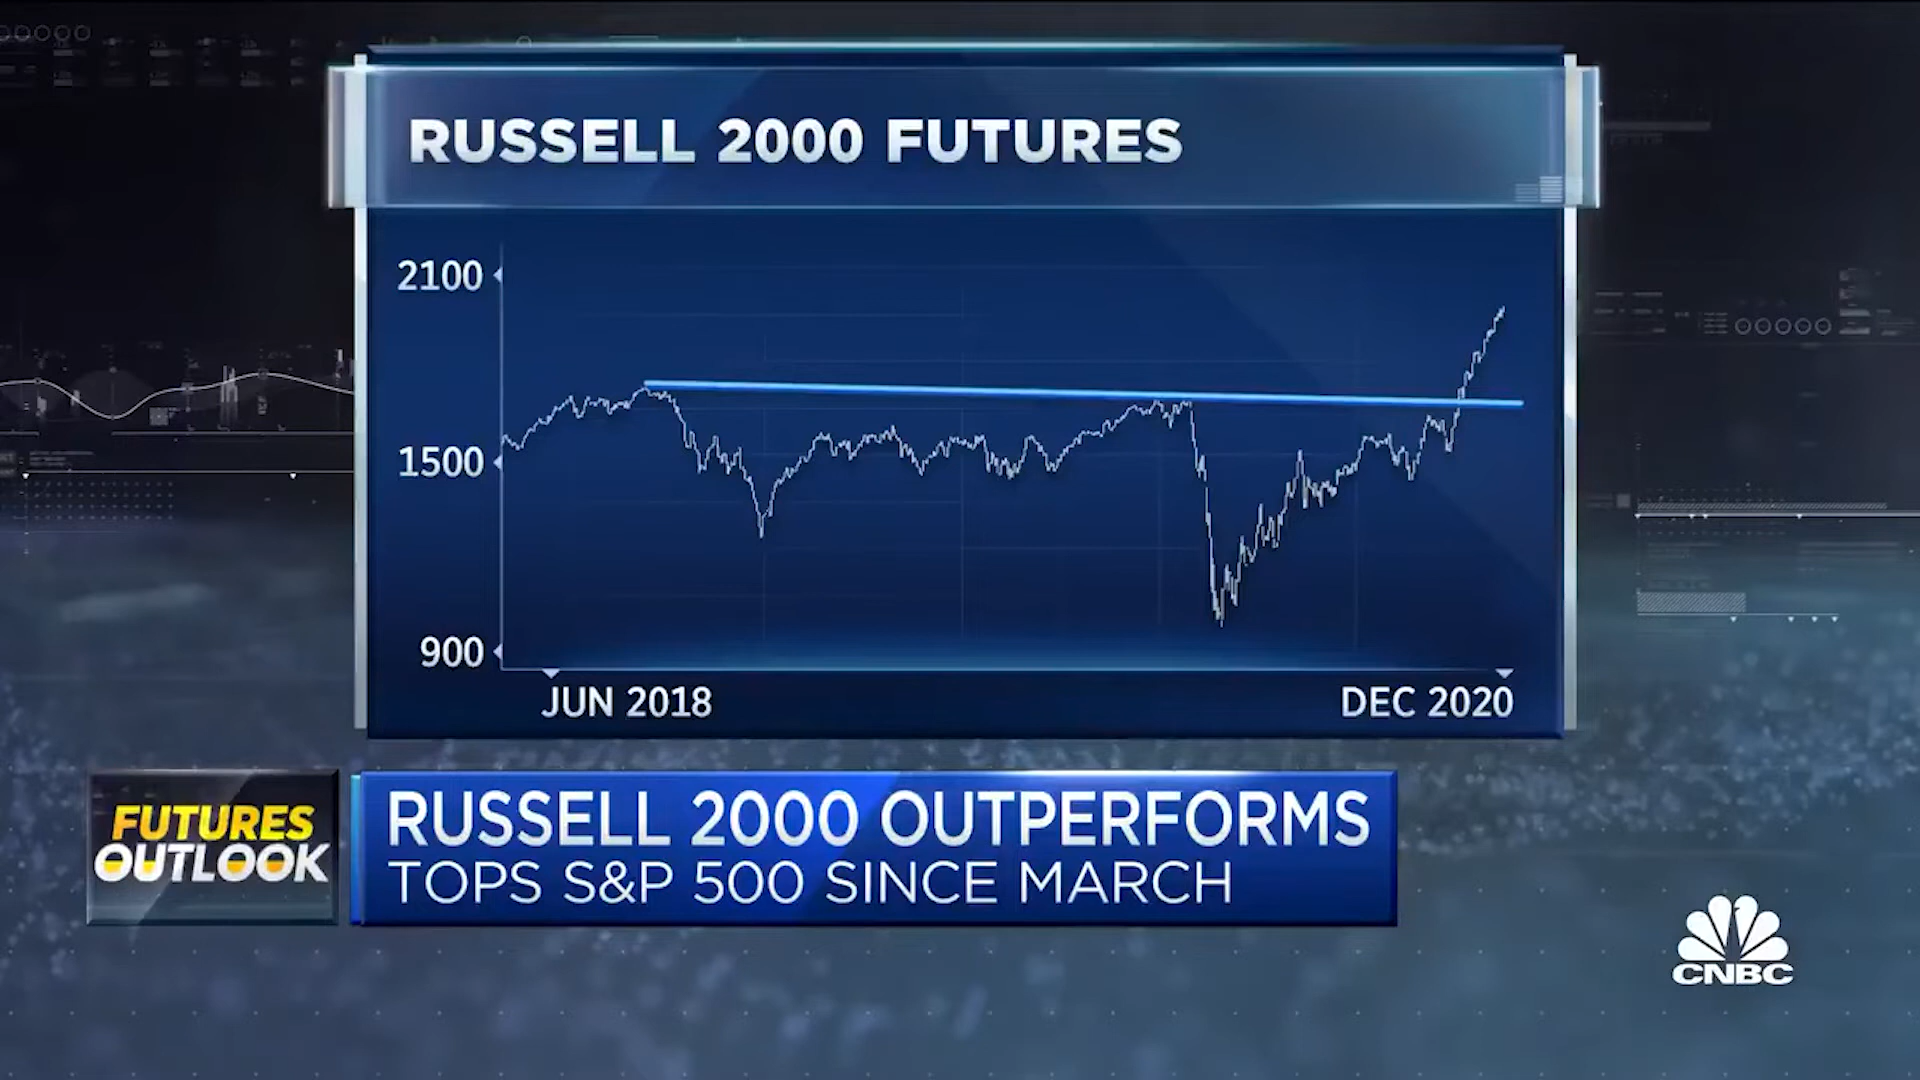 RUSSELL 2000 FUTURES
2100
1500
900
JUN 2018
DEC 2020
FUTURES
OUTLOOK
RUSSELL 2000 OUTPERFORMS
TOPS S&P 500 SINCE MARCH
CNBC